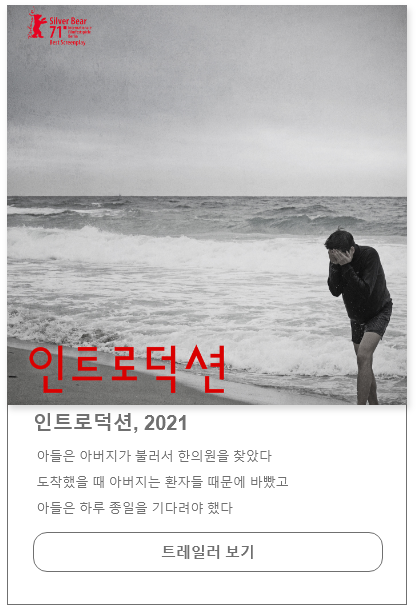 Silver Bear
71
Best Screenplay
인트로덕션
인트로덕션, 2021
아들은 아버지가 불러서 한의원을 찾았다
도착했을 때 아버지는 환자들 때문에 바빴고
아들은 하루 종일을 기다려야 했다
트레일러 보기